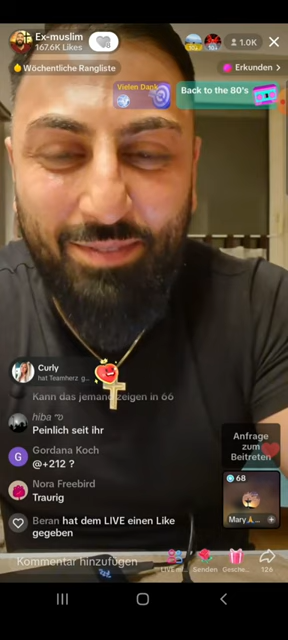 Ex-muslim
167.6K Likes
1.0K
Wöchentliche Rangliste
Erkunden >
Vielen Dank
Back to the 80's
Curly
hat Teamherz g...
Kann das jemand zeigen in 66
hiba
Peinlich seit ihr
Gordana Koch
@+212 ?
Nora Freebird
Traurig
Beran hat dem LIVE einen Like
gegeben
Anfrage
zum
Beitreten
68
Mary🙏...
Kommentar hinzufügen
Senden
Gesche...
126